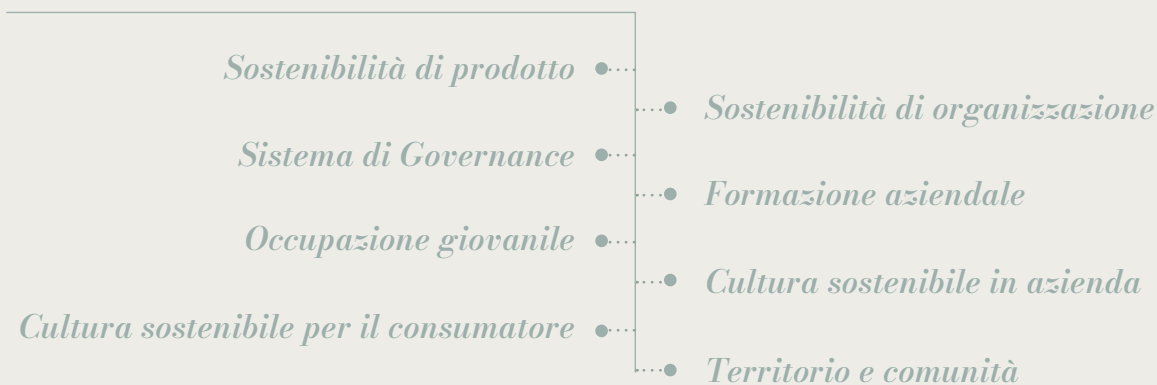 Sostenibilità di prodotto
Sostenibilità di organizzazione
Sistema di Governance
Formazione aziendale
Occupazione giovanile
Cultura sostenibile in azienda
Cultura sostenibile per il consumatore
Territorio e comunità